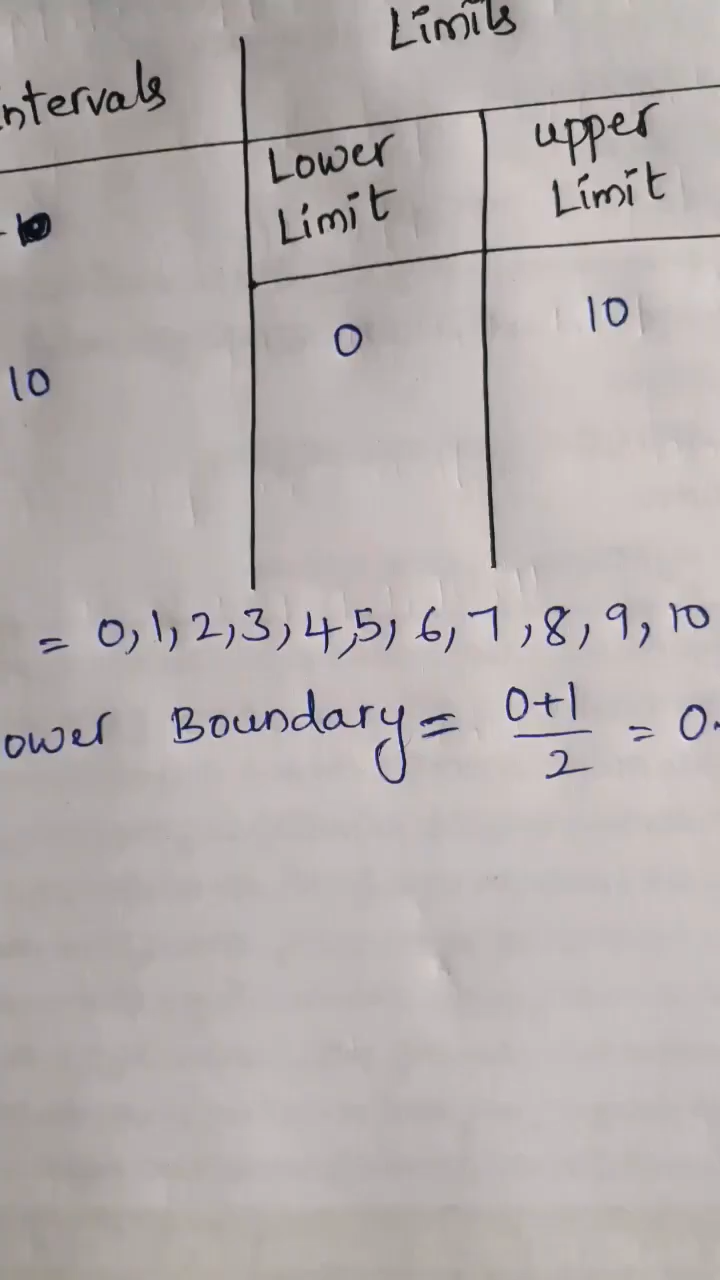 Limits
intervals
Lower Limit
upper Limit
0
10
10
= 0,1,2,3,4,5,6,7,8,9,10
ower Boundary = 0+1/2 = 0.